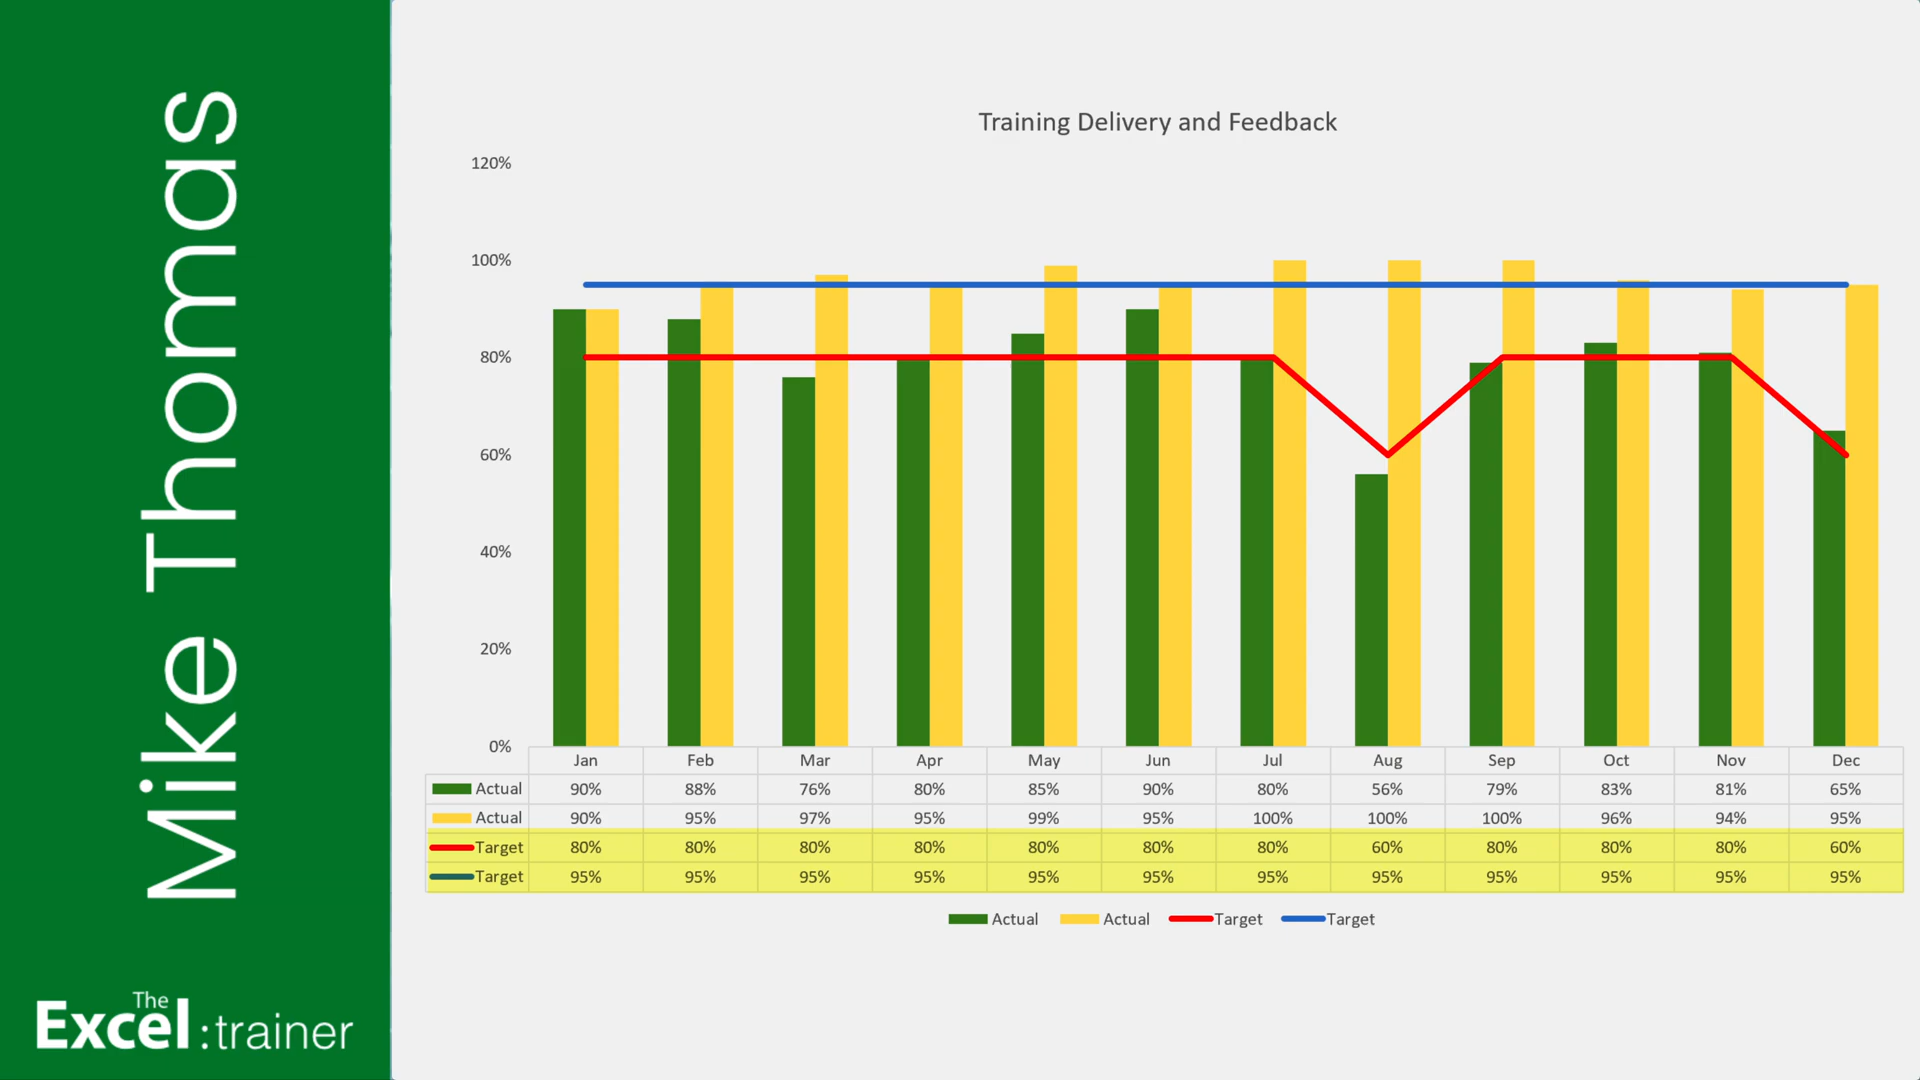 Mike Thomas
The
Excel:trainer
Training Delivery and Feedback
120%
100%
80%
60%
40%
20%
0%
Jan Feb Mar Apr May Jun Jul Aug Sep Oct Nov Dec
Actual 90% 88% 76% 80% 85% 90% 80% 56% 79% 83% 81% 65%
Actual 90% 95% 97% 95% 99% 95% 100% 100% 100% 96% 94% 95%
Target 80% 80% 80% 80% 80% 80% 80% 60% 80% 80% 80% 60%
Target 95% 95% 95% 95% 95% 95% 95% 95% 95% 95% 95% 95%
Actual Actual Target Target